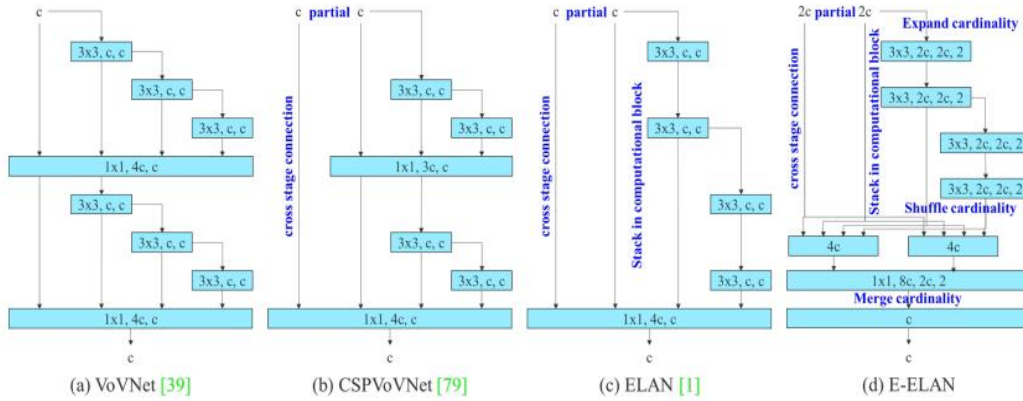 c
3x3, c, c
3x3, c, c
3x3, c, c
1x1, 4c, c
3x3, c, c
3x3, c, c
3x3, c, c
1x1, 4c, c
c
(a) VoVNet [39]
c partial c
cross stage connection
3x3, c, c
3x3, c, c
1x1, 3c, c
3x3, c, c
3x3, c, c
1x1, 4c, c
c
(b) CSPVoVNet [79]
c partial c
cross stage connection
Stack in computational block
3x3, c, c
3x3, c, c
3x3, c, c
3x3, c, c
1x1, 4c, c
c
(c) ELAN [1]
2c partial 2c
Expand cardinality
cross stage connection
Stack in computational block
3x3, 2c, 2c, 2
3x3, 2c, 2c, 2
3x3, 2c, 2c, 2
3x3, 2c, 2c, 2
Shuffle cardinality
4c 4c
1x1, 8c, 2c, 2
Merge cardinality
c
(d) E-ELAN